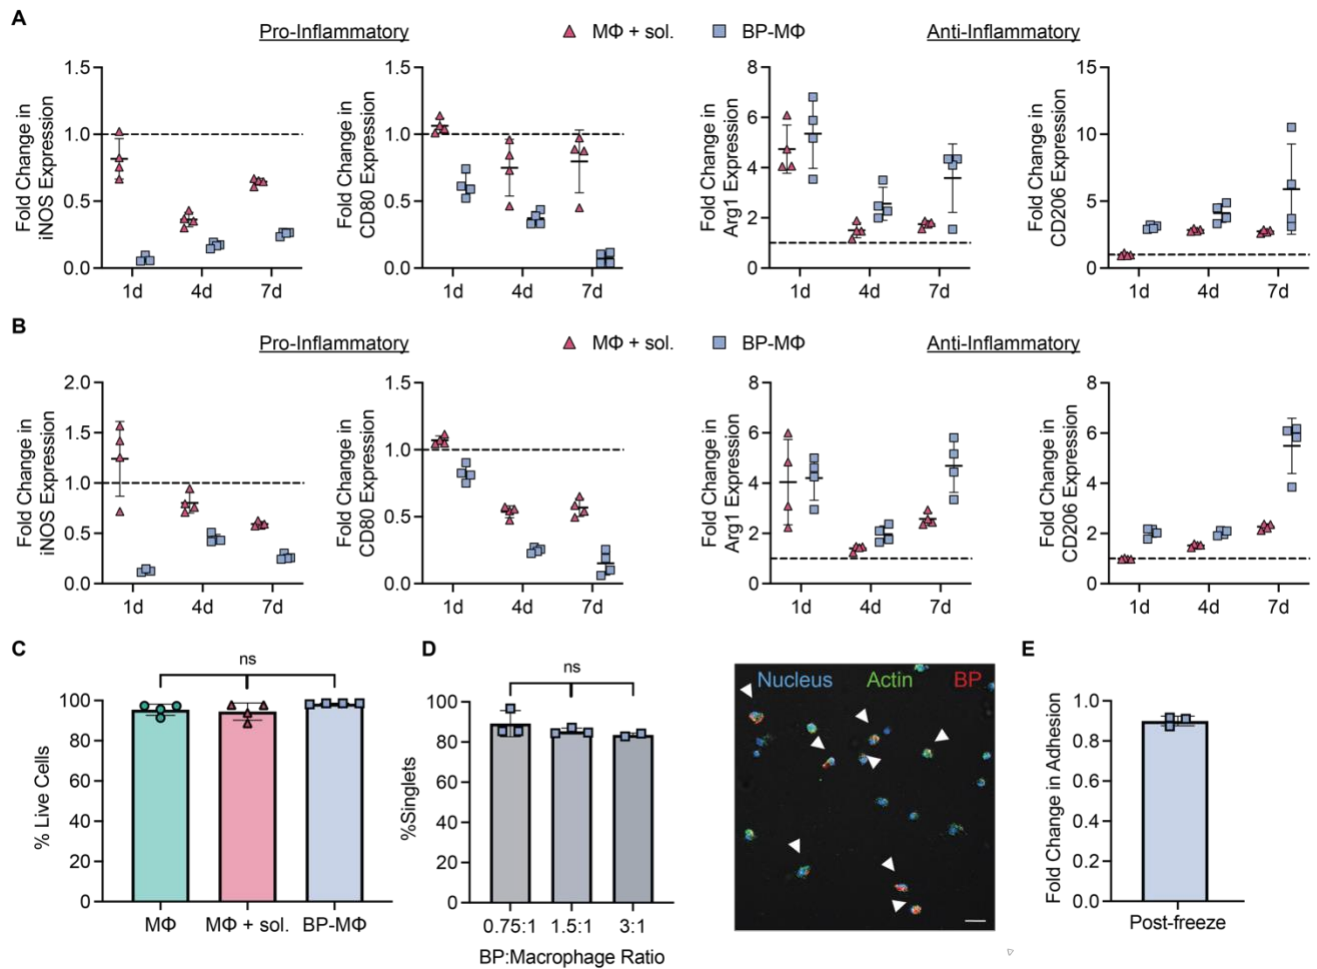 A
Pro-Inflammatory
MΦ + sol.
BP-MΦ
Anti-Inflammatory
Fold Change in
iNOS Expression
1.5
1.0
0.5
0.0
1d 4d 7d
Fold Change in
CD80 Expression
1.5
1.0
0.5
0.0
1d 4d 7d
Fold Change in
Arg1 Expression
8
6
4
2
0
1d 4d 7d
Fold Change in
CD206 Expression
15
10
5
0
1d 4d 7d
B
Pro-Inflammatory
MΦ + sol.
BP-MΦ
Anti-Inflammatory
Fold Change in
iNOS Expression
2.0
1.5
1.0
0.5
0.0
1d 4d 7d
Fold Change in
CD80 Expression
1.5
1.0
0.5
0.0
1d 4d 7d
Fold Change in
Arg1 Expression
8
6
4
2
0
1d 4d 7d
Fold Change in
CD206 Expression
8
6
4
2
0
1d 4d 7d
C
ns
% Live Cells
100
80
60
40
20
0
MΦ MΦ + sol. BP-MΦ
D
ns
%Singlets
100
80
60
40
20
0
0.75:1 1.5:1 3:1
BP:Macrophage Ratio
Nucleus Actin BP
E
Fold Change in Adhesion
1.0
0.8
0.6
0.4
0.2
0.0
Post-freeze